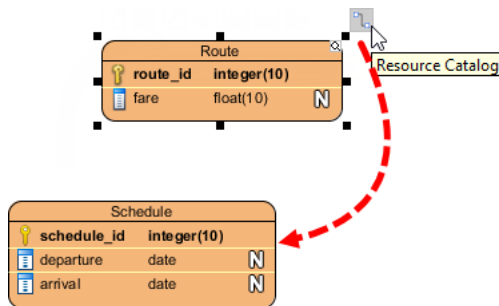 Route
route_id integer(10)
fare float(10) N
Resource Catalog
Schedule
schedule_id integer(10)
departure date N
arrival date N